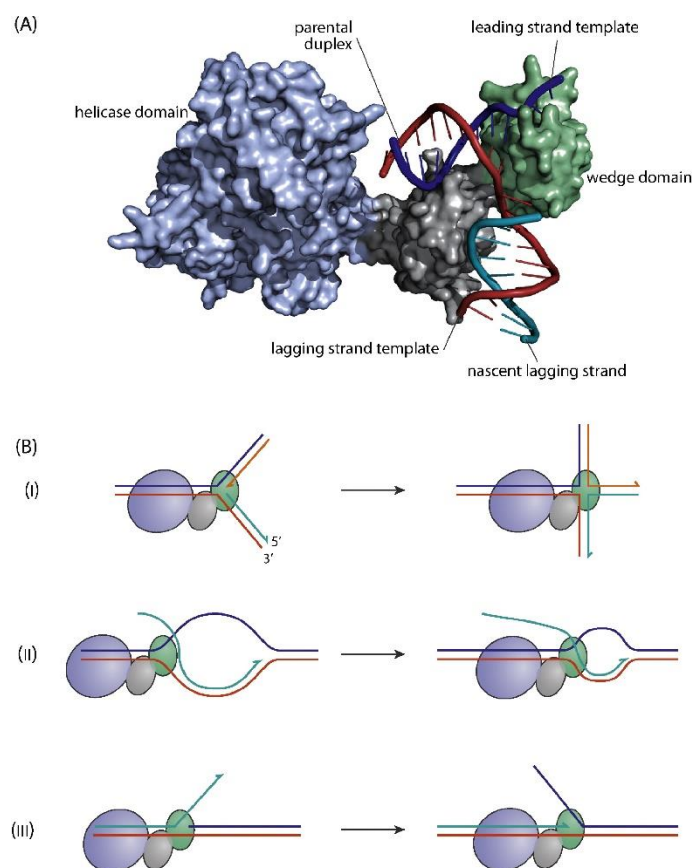 (A)
parental
duplex
leading strand template
helicase domain
wedge domain
lagging strand template
nascent lagging strand
(B)
(I)
5′
3′
(II)
(III)